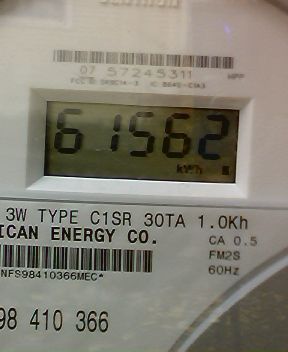 07 57245311 MPP
61562
kWh
3W TYPE C1SR 30TA 1.0Kh
ICAN ENERGY CO.
CA 0.5
FM2S
NFS98410366MEC*
60Hz
98 410 366